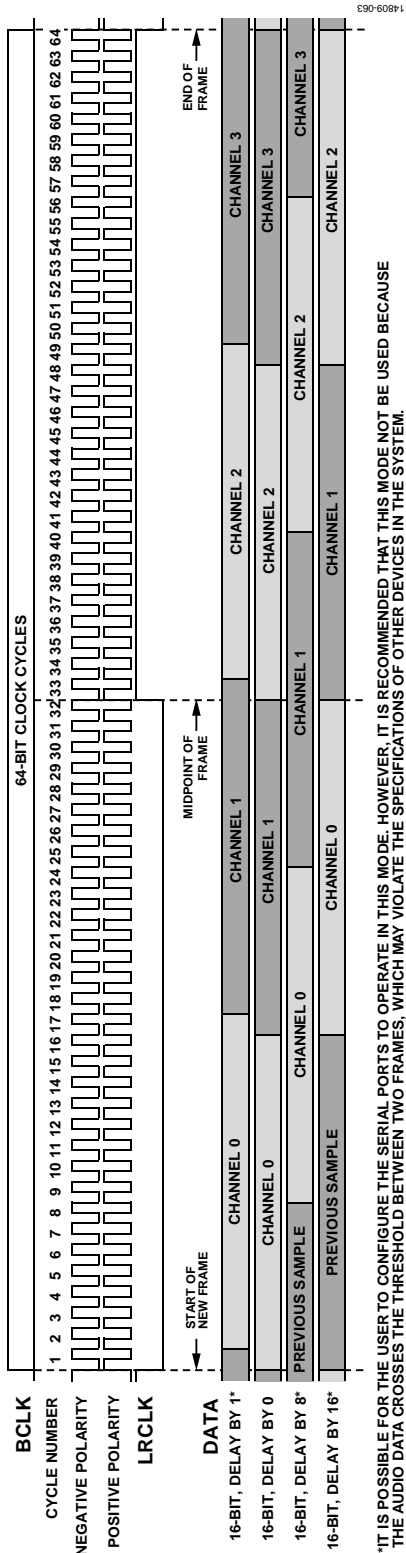 BCLK
64-BIT CLOCK CYCLES
CYCLE NUMBER
1 2 3 4 5 6 7 8 9 10 11 12 13 14 15 16 17 18 19 20 21 22 23 24 25 26 27 28 29 30 31 32 33 34 35 36 37 38 39 40 41 42 43 44 45 46 47 48 49 50 51 52 53 54 55 56 57 58 59 60 61 62 63 64
NEGATIVE POLARITY
POSITIVE POLARITY
LRCLK
START OF
NEW FRAME
MIDPOINT OF
FRAME
END OF
FRAME
DATA
16-BIT, DELAY BY 1* CHANNEL 0 CHANNEL 1 CHANNEL 2 CHANNEL 3
16-BIT, DELAY BY 0 CHANNEL 0 CHANNEL 1 CHANNEL 2 CHANNEL 3
16-BIT, DELAY BY 8* PREVIOUS SAMPLE CHANNEL 0 CHANNEL 1 CHANNEL 2 CHANNEL 3
16-BIT, DELAY BY 16* PREVIOUS SAMPLE CHANNEL 0 CHANNEL 1 CHANNEL 2
*IT IS POSSIBLE FOR THE USER TO CONFIGURE THE SERIAL PORTS TO OPERATE IN THIS MODE. HOWEVER, IT IS RECOMMENDED THAT THIS MODE NOT BE USED BECAUSE
THE AUDIO DATA CROSSES THE THRESHOLD BETWEEN TWO FRAMES, WHICH MAY VIOLATE THE SPECIFICATIONS OF OTHER DEVICES IN THE SYSTEM.
14809-063